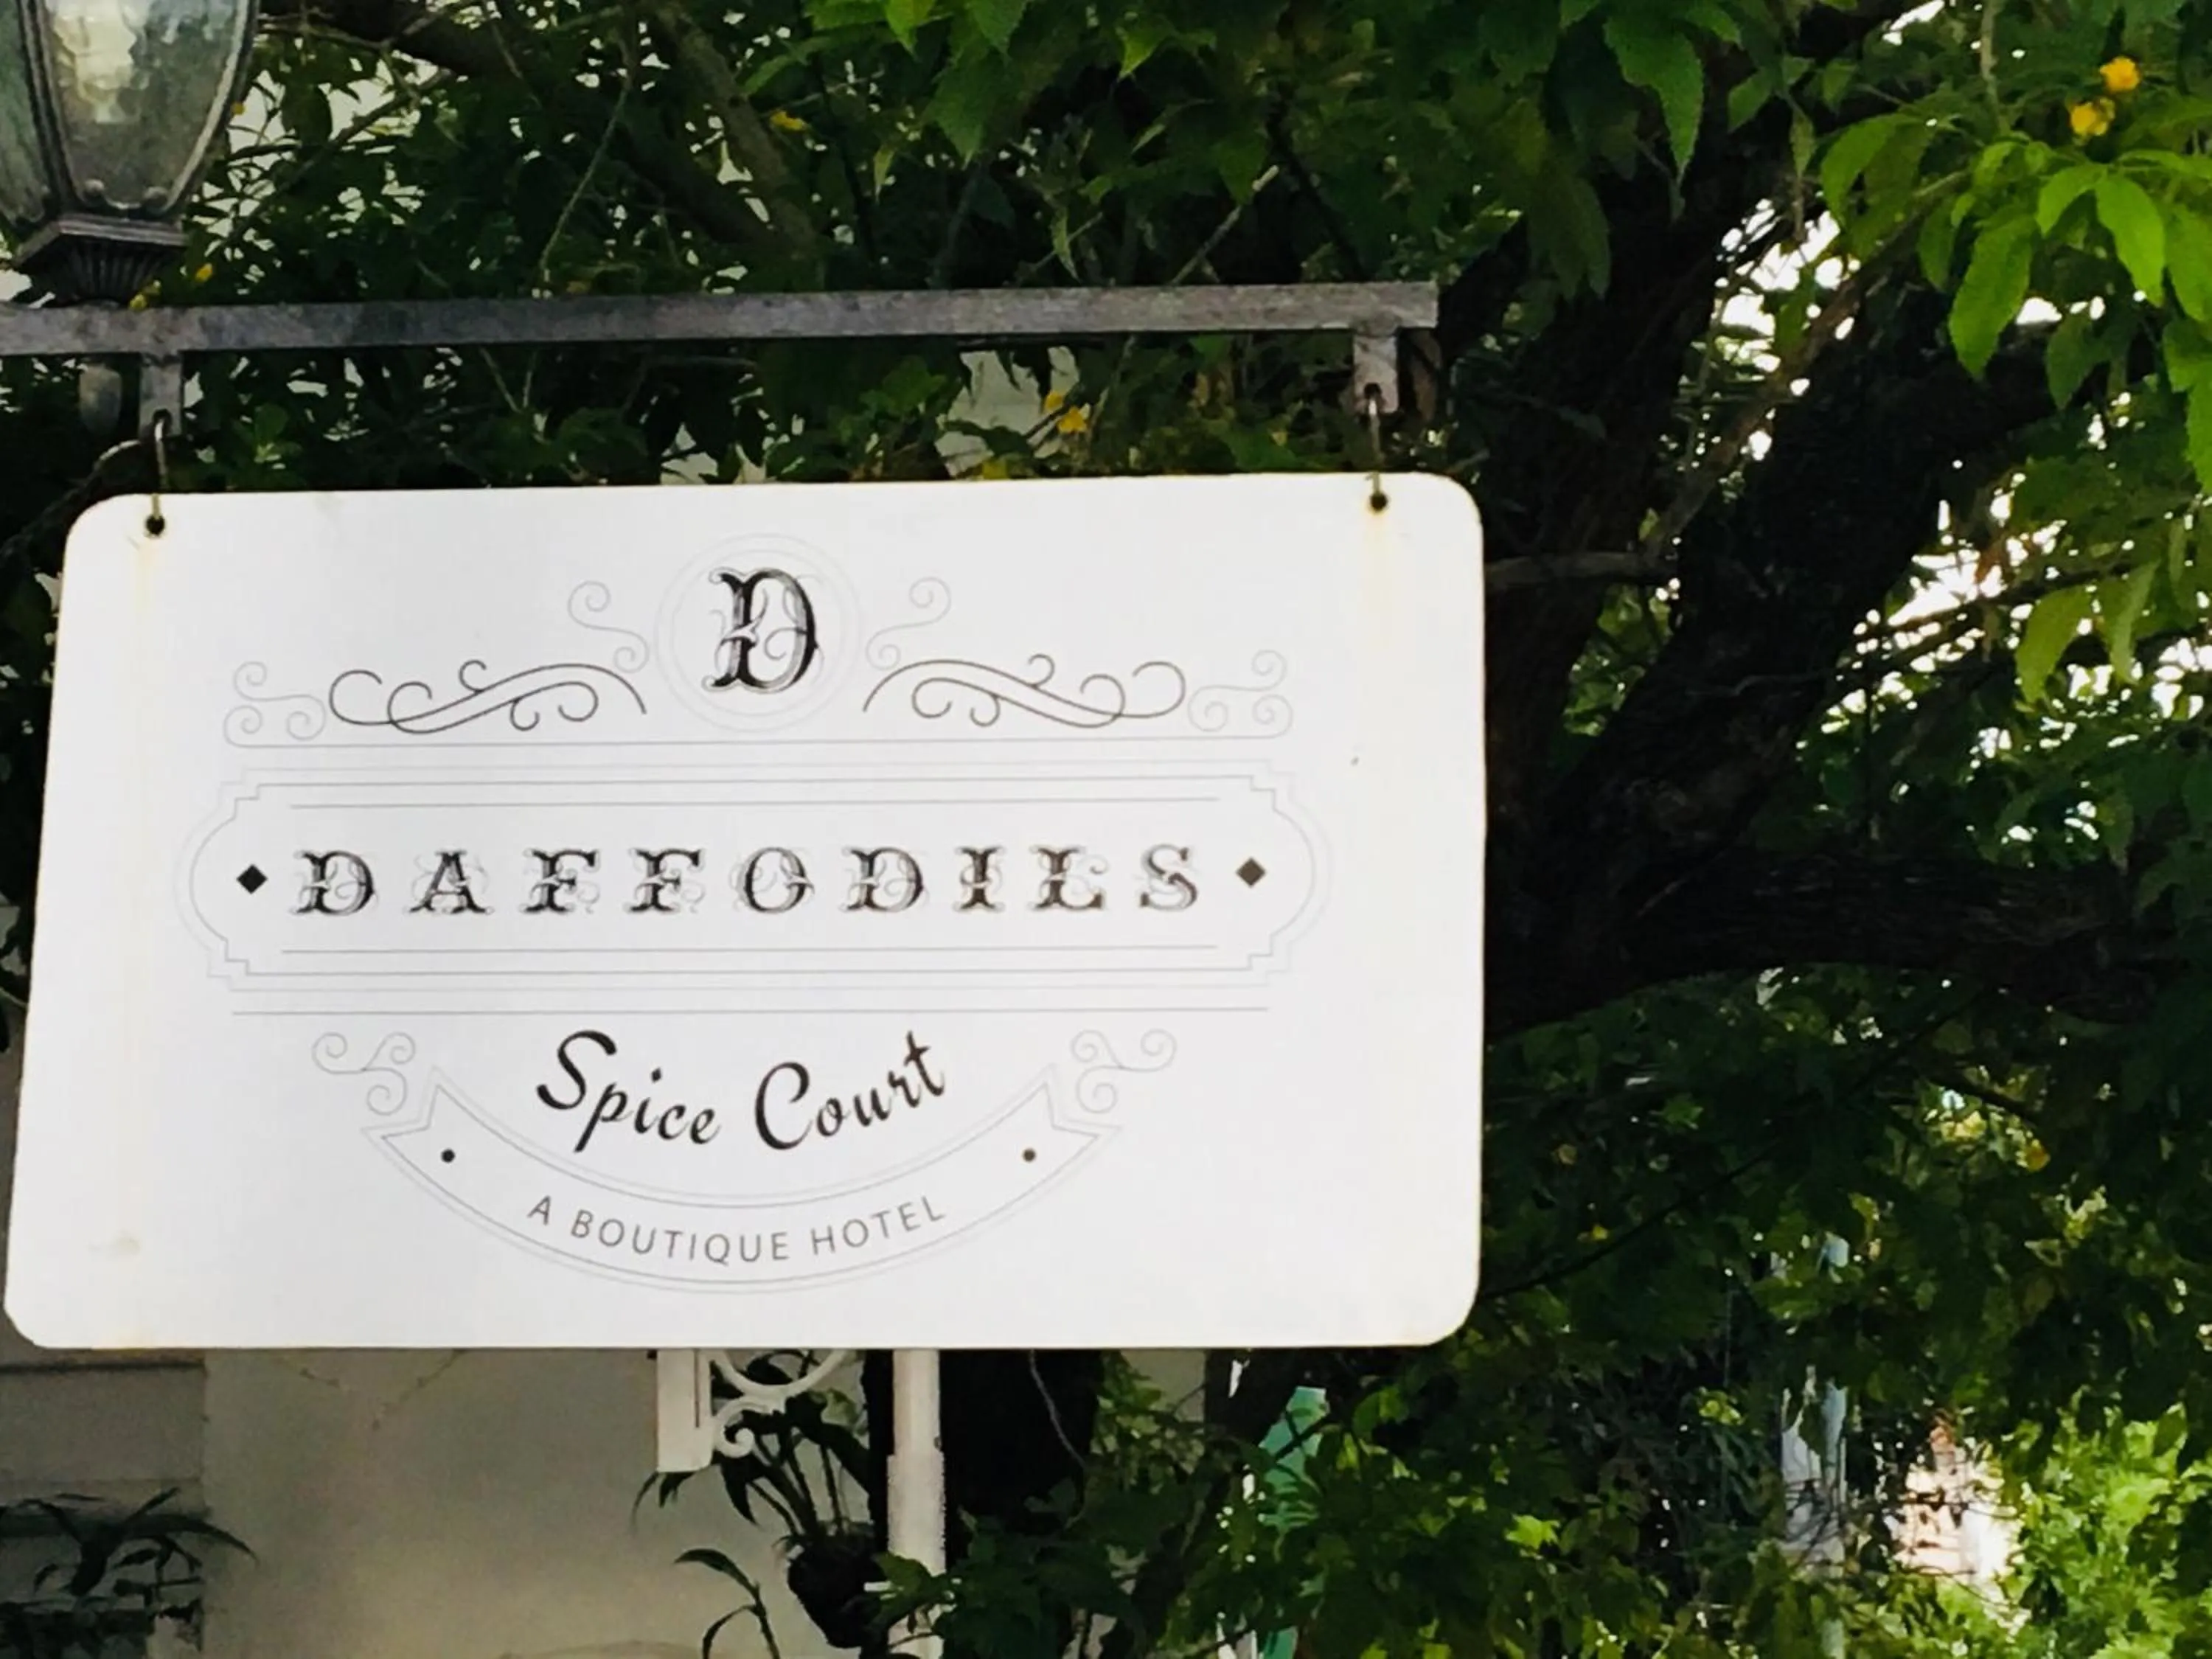 D
DAFFODILS
Spice Court
A BOUTIQUE HOTEL